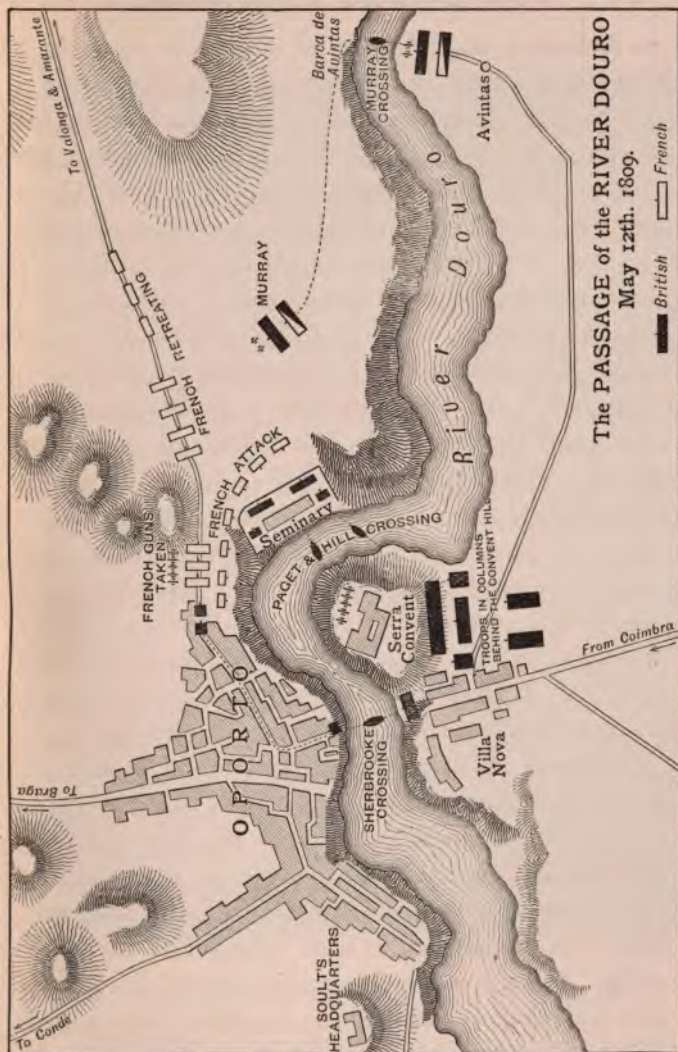 To Valonga & Amarante
Barca de
Avintas
MURRAY
CROSSING
Avintas
MURRAY
FRENCH RETREATING
River Douro
FRENCH ATTACK
Seminary
FRENCH GUNS
TAKEN
PAGET & HILL CROSSING
Serra
Convent
TROOPS IN COLUMNS
BEHIND THE CONVENT HILL
From Coimbra
OPORTO
To Braga
SHERBROOKE
CROSSING
Villa
Nova
SOULT'S
HEADQUARTERS
To Conde
The PASSAGE of the RIVER DOURO
May 12th. 1809.
British French